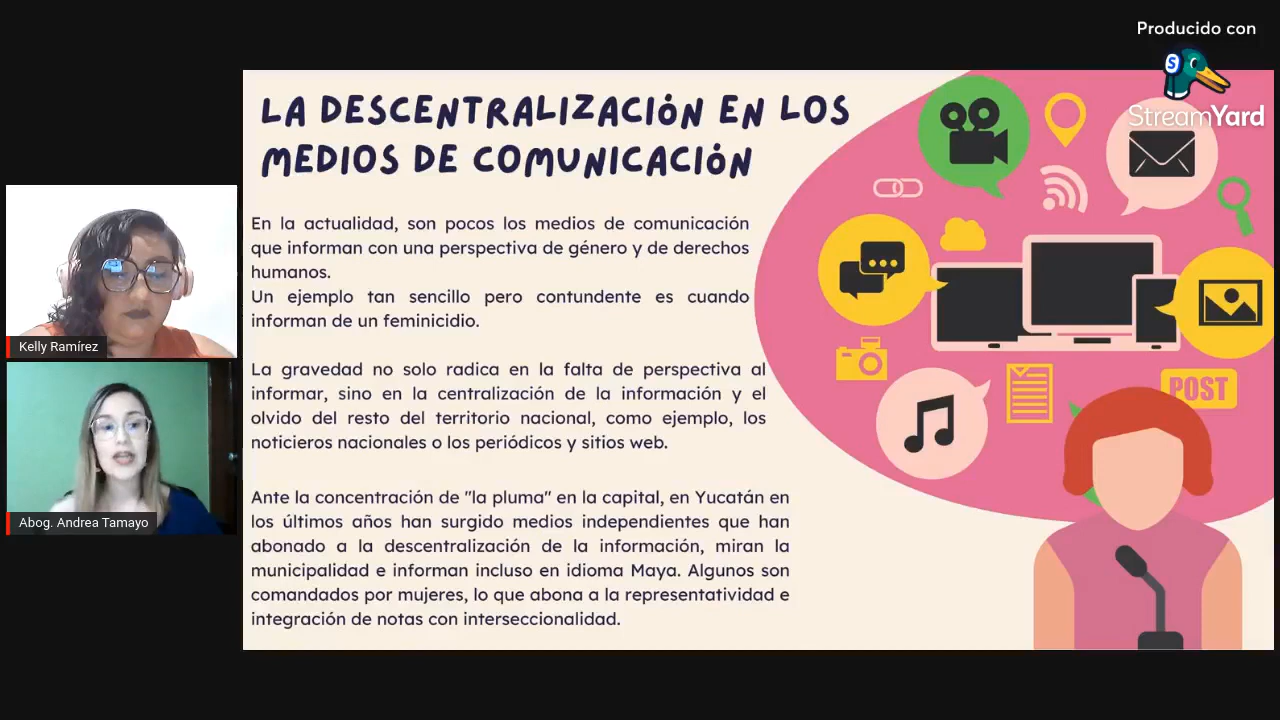 Producido con
StreamYard
LA DESCENTRALIZACIÓN EN LOS
MEDIOS DE COMUNICACIÓN
En la actualidad, son pocos los medios de comunicación
que informan con una perspectiva de género y de derechos
humanos.
Un ejemplo tan sencillo pero contundente es cuando
informan de un feminicidio.
La gravedad no solo radica en la falta de perspectiva al
informar, sino en la centralización de la información y el
olvido del resto del territorio nacional, como ejemplo, los
noticieros nacionales o los periódicos y sitios web.
Ante la concentración de "la pluma" en la capital, en Yucatán en
los últimos años han surgido medios independientes que han
abonado a la descentralización de la información, miran la
municipalidad e informan incluso en idioma Maya. Algunos son
comandados por mujeres, lo que abona a la representatividad e
integración de notas con interseccionalidad.
POST
Kelly Ramírez
Abog. Andrea Tamayo